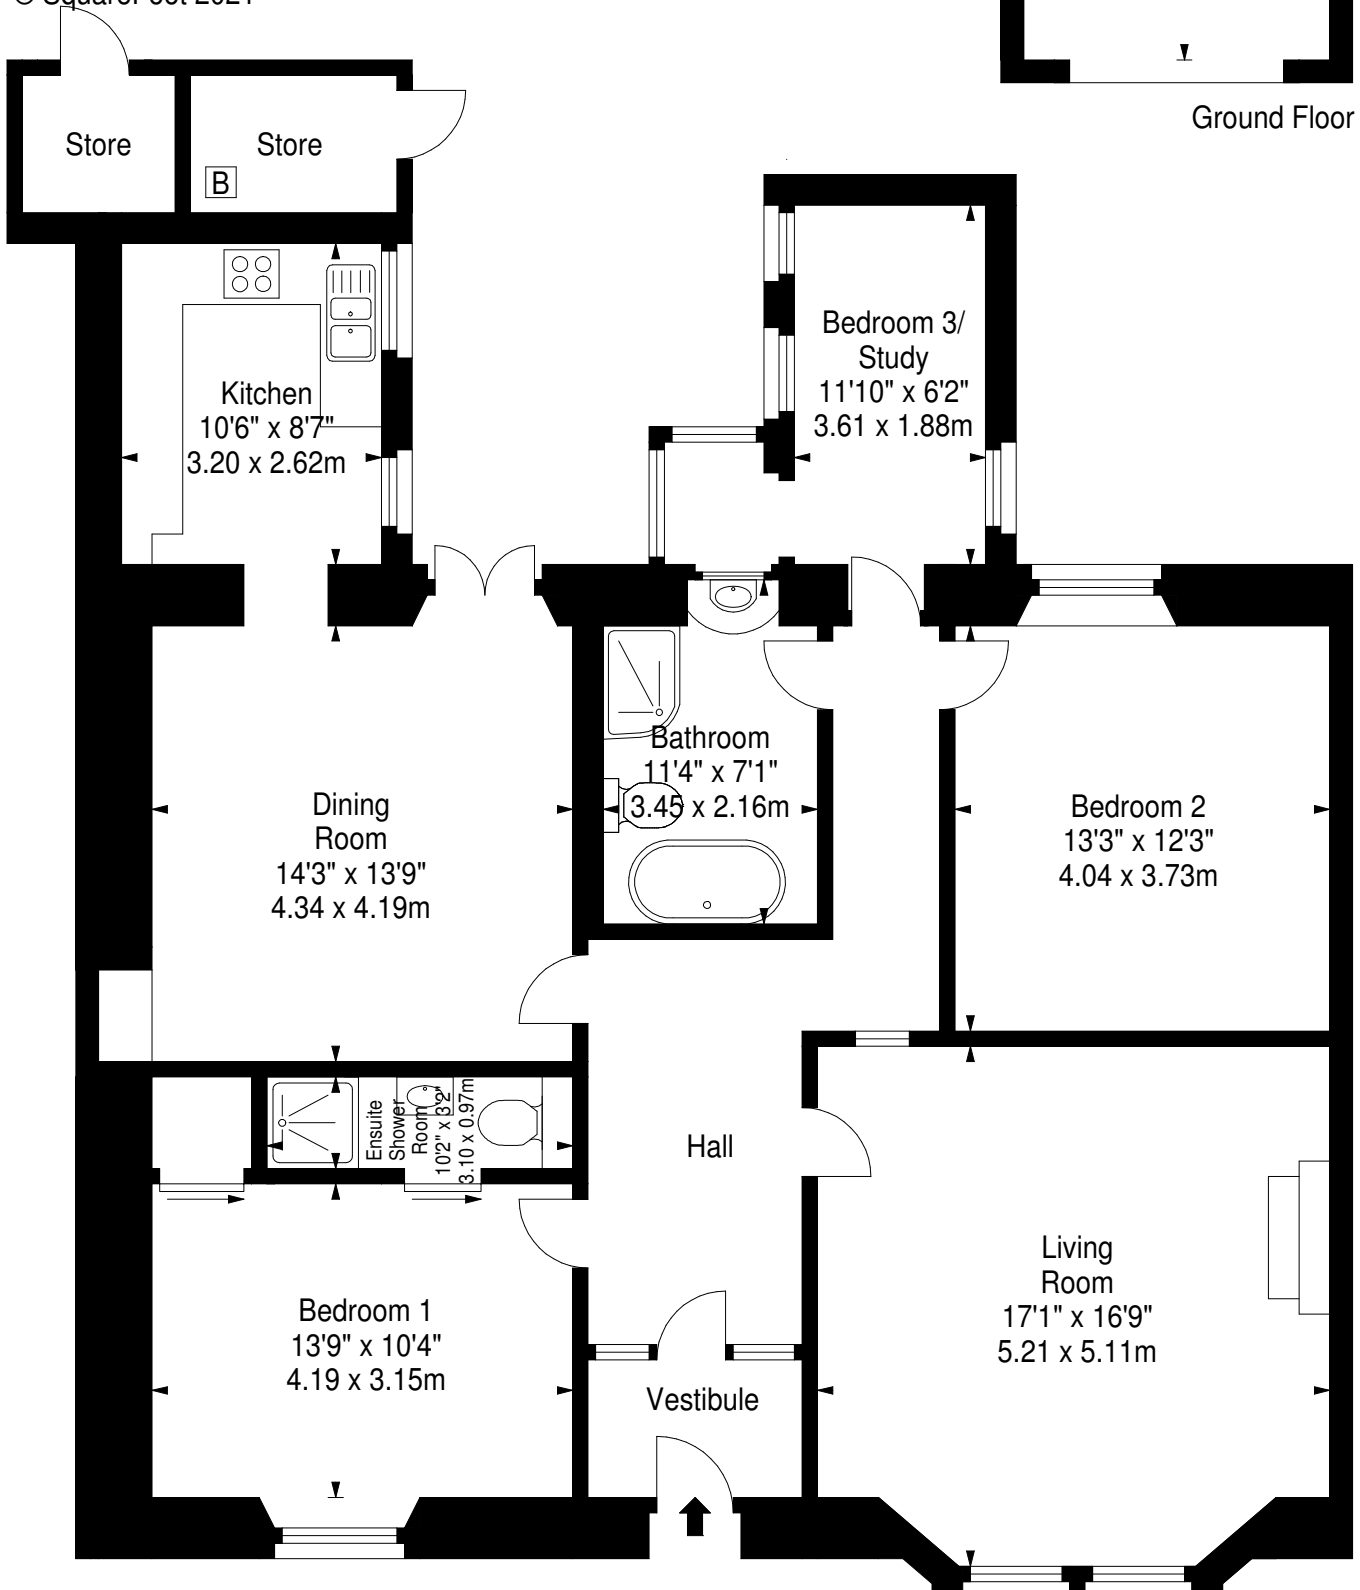 © SquareFoot 2021
Ground Floor
Store
Store
B
Kitchen
10'6" x 8'7"
3.20 x 2.62m
Bedroom 3/
Study
11'10" x 6'2"
3.61 x 1.88m
Dining
Room
14'3" x 13'9"
4.34 x 4.19m
Bathroom
11'4" x 7'1"
3.45 x 2.16m
Bedroom 2
13'3" x 12'3"
4.04 x 3.73m
Ensuite
Shower
Room
10'2" x 3'2"
3.10 x 0.97m
Hall
Living
Room
17'1" x 16'9"
5.21 x 5.11m
Bedroom 1
13'9" x 10'4"
4.19 x 3.15m
Vestibule